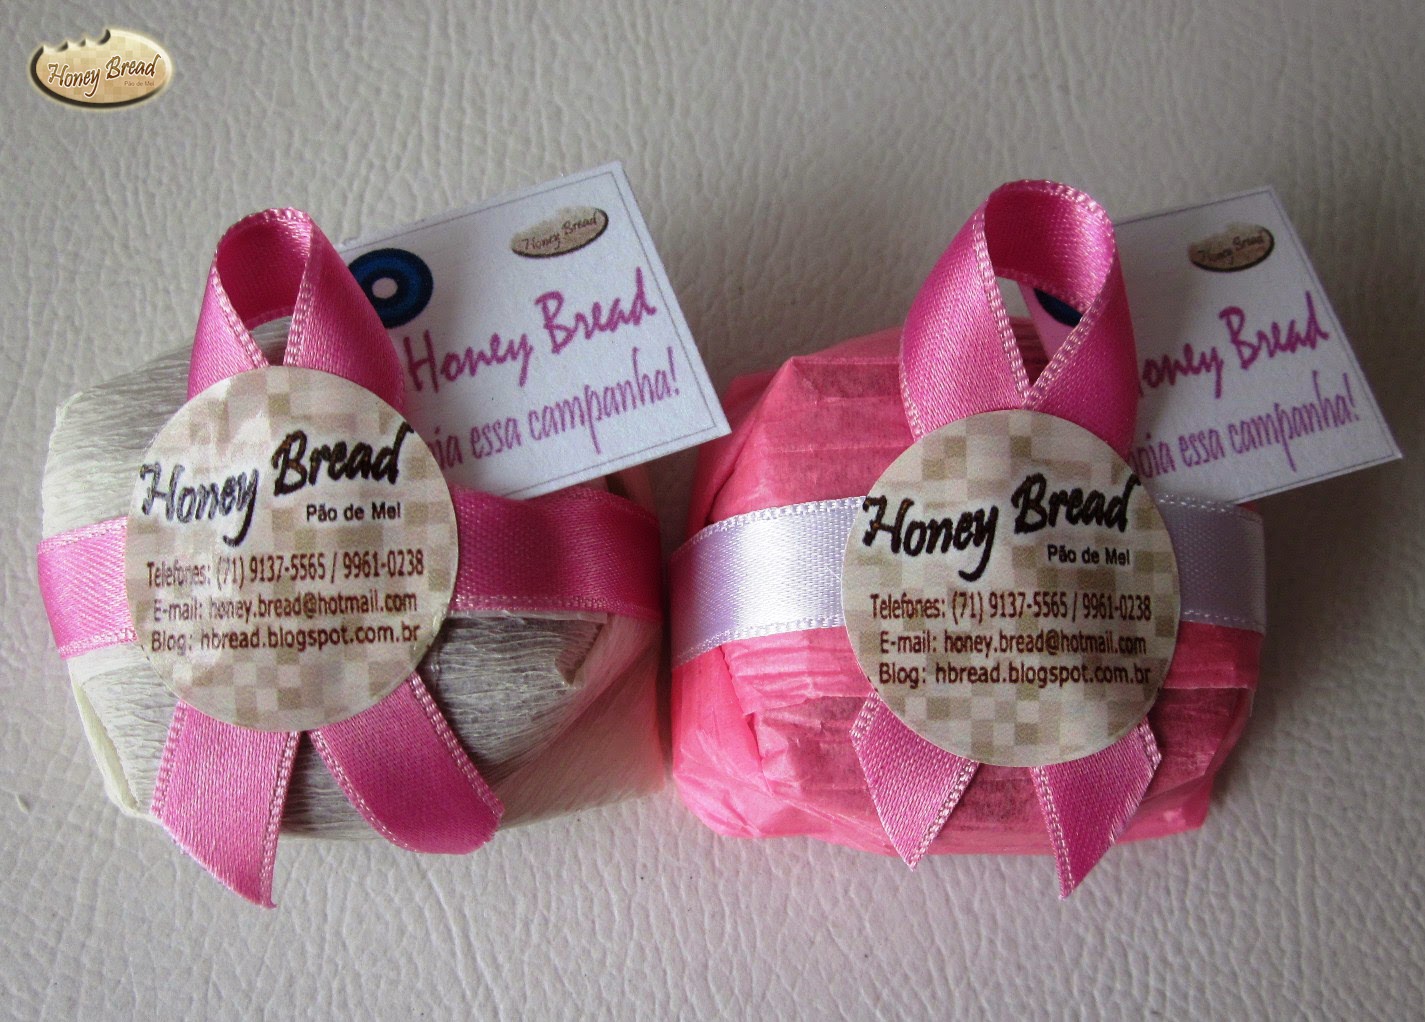 Honey Bread
Pão de Mel
Honey Bread
Honey Bread
essa campanha!
Honey Bread
Pão de Mel
Telefones: (71) 9137-5565 / 9961-0238
E-mail: honey.bread@hotmail.com
Blog: hbread.blogspot.com.br
Honey Bread
Bread
essa campanha!
Honey Bread
Pão de Mel
Telefones: (71) 9137-5565 / 9961-0238
E-mail: honey.bread@hotmail.com
Blog: hbread.blogspot.com.br